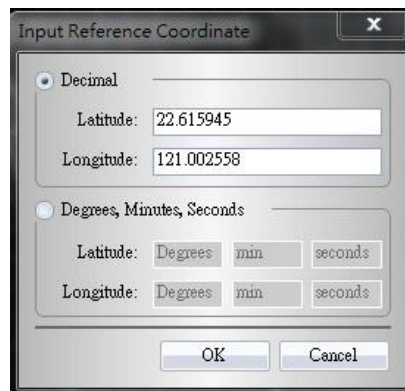 Input Reference Coordinate x
Decimal
Latitude: 22.615945
Longitude: 121.002558
Degrees, Minutes, Seconds
Latitude: Degrees min seconds
Longitude: Degrees min seconds
OK Cancel